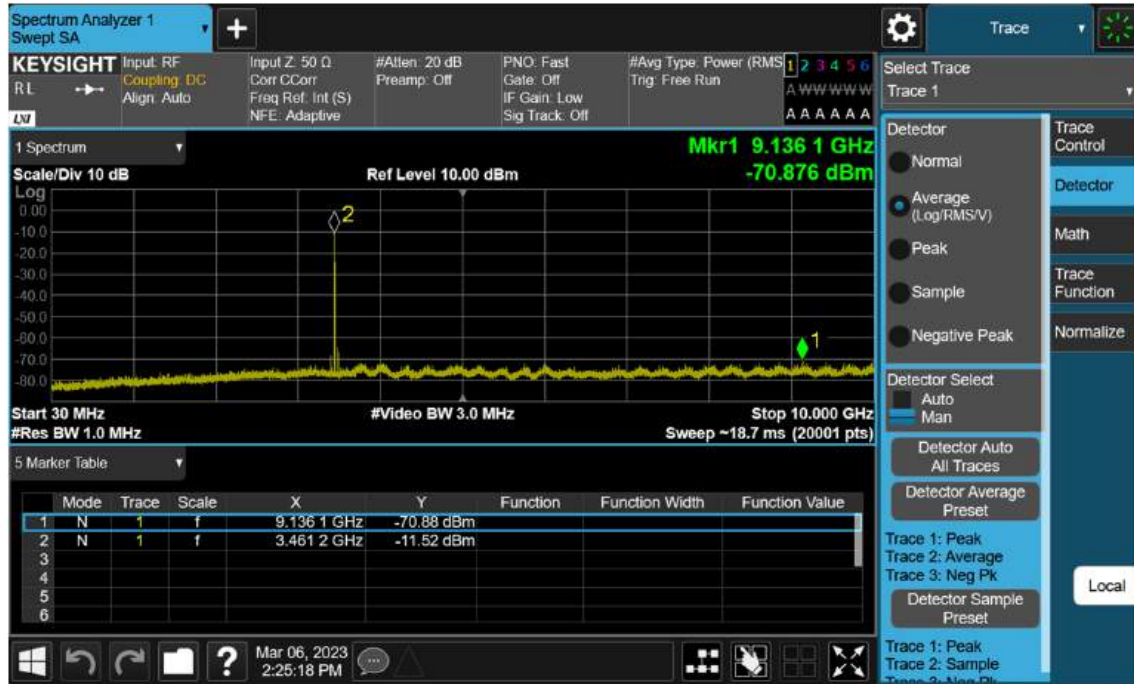 Spectrum Analyzer 1
Swept SA
+
Trace
KEYSIGHT
RL
LXI
Input: RF
Coupling: DC
Align: Auto
Input Z: 50 Ω
Corr CCorr
Freq Ref: Int (S)
NFE: Adaptive
#Atten: 20 dB
Preamp: Off
PNO: Fast
Gate: Off
IF Gain: Low
Sig Track: Off
#Avg Type: Power (RMS
Trig: Free Run
1 2 3 4 5 6
A W W W W W
A A A A A A
Select Trace
Trace 1
1 Spectrum
Scale/Div 10 dB
Ref Level 10.00 dBm
Mkr1 9.136 1 GHz
-70.876 dBm
Log
0.00
-10.0
-20.0
-30.0
-40.0
-50.0
-60.0
-70.0
-80.0
2
1
Start 30 MHz
#Video BW 3.0 MHz
Stop 10.000 GHz
#Res BW 1.0 MHz
Sweep ~18.7 ms (20001 pts)
5 Marker Table
Mode Trace Scale X Y Function Function Width Function Value
1 N 1 f 9.136 1 GHz -70.88 dBm
2 N 1 f 3.461 2 GHz -11.52 dBm
3
4
5
6
Detector
Normal
Average
(Log/RMS/V)
Peak
Sample
Negative Peak
Detector Select
Auto
Man
Detector Auto
All Traces
Detector Average
Preset
Trace 1: Peak
Trace 2: Average
Trace 3: Neg Pk
Detector Sample
Preset
Trace 1: Peak
Trace 2: Sample
Trace 3: Neg Pk
Trace
Control
Detector
Math
Trace
Function
Normalize
Local
?
Mar 06, 2023
2:25:18 PM